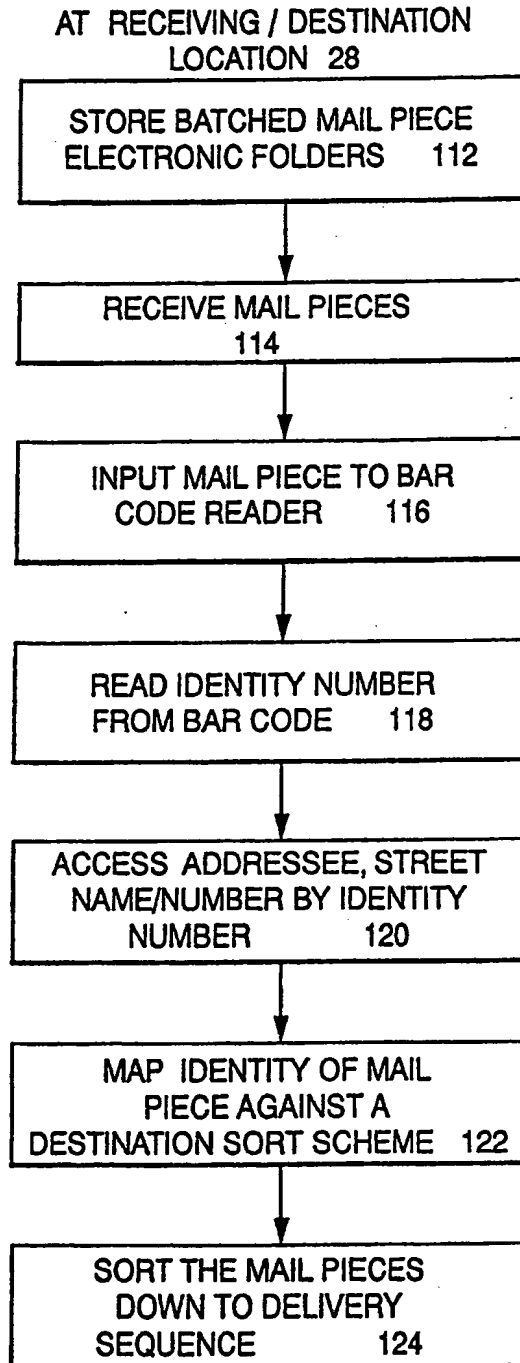 AT RECEIVING / DESTINATION
LOCATION 28
STORE BATCHED MAIL PIECE
ELECTRONIC FOLDERS 112
RECEIVE MAIL PIECES
114
INPUT MAIL PIECE TO BAR
CODE READER 116
READ IDENTITY NUMBER
FROM BAR CODE 118
ACCESS ADDRESSEE, STREET
NAME/NUMBER BY IDENTITY
NUMBER 120
MAP IDENTITY OF MAIL
PIECE AGAINST A
DESTINATION SORT SCHEME 122
SORT THE MAIL PIECES
DOWN TO DELIVERY
SEQUENCE 124